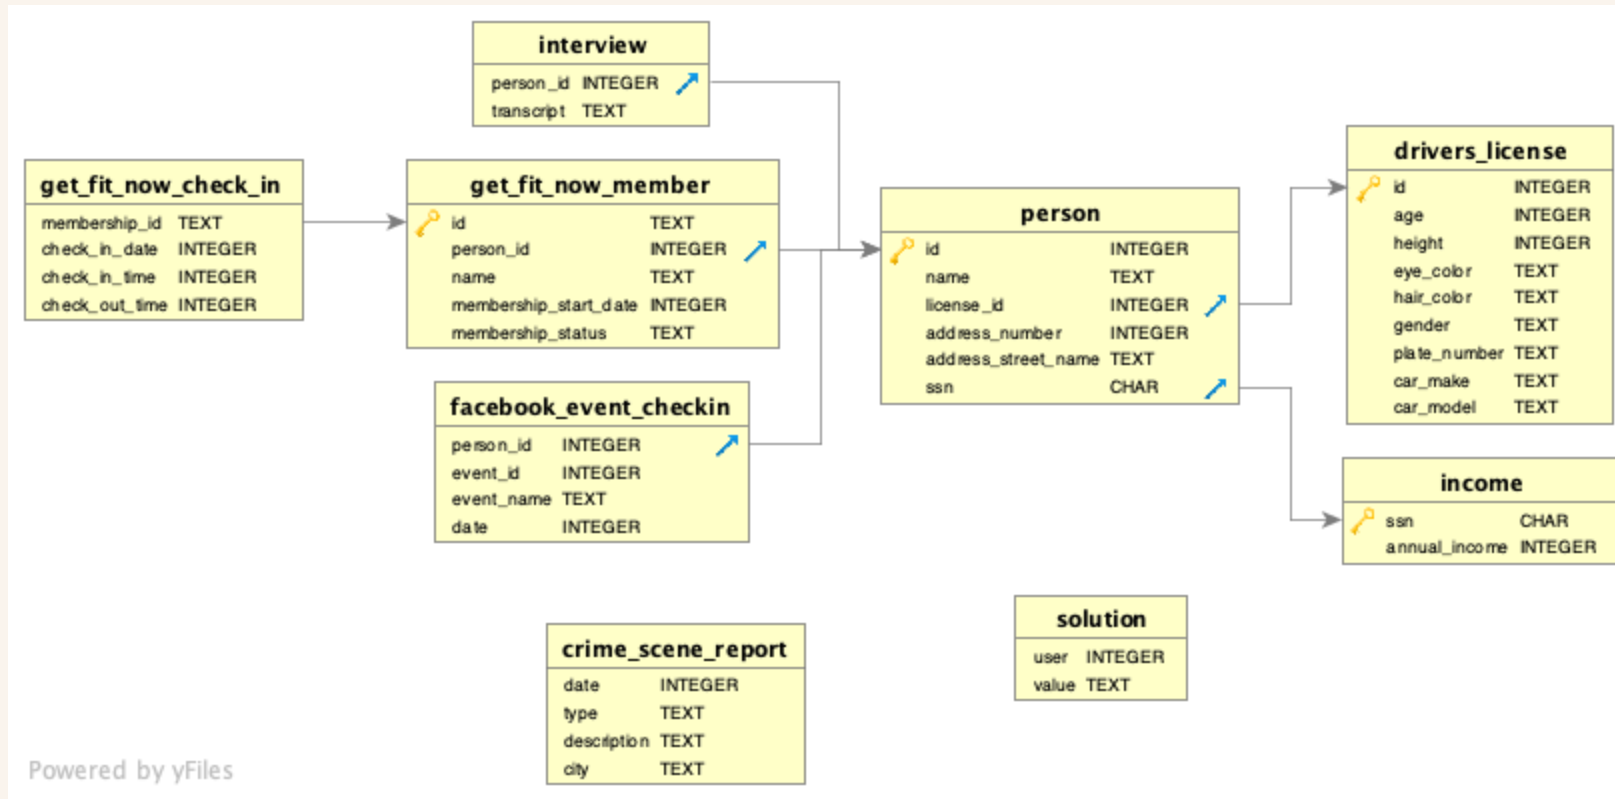 interview
person_id INTEGER
transcript TEXT
get_fit_now_check_in
membership_id TEXT
check_in_date INTEGER
check_in_time INTEGER
check_out_time INTEGER
get_fit_now_member
id TEXT
person_id INTEGER
name TEXT
membership_start_date INTEGER
membership_status TEXT
facebook_event_checkin
person_id INTEGER
event_id INTEGER
event_name TEXT
date INTEGER
person
id INTEGER
name TEXT
license_id INTEGER
address_number INTEGER
address_street_name TEXT
ssn CHAR
drivers_license
id INTEGER
age INTEGER
height INTEGER
eye_color TEXT
hair_color TEXT
gender TEXT
plate_number TEXT
car_make TEXT
car_model TEXT
income
ssn CHAR
annual_income INTEGER
solution
user INTEGER
value TEXT
crime_scene_report
date INTEGER
type TEXT
description TEXT
city TEXT
Powered by yFiles